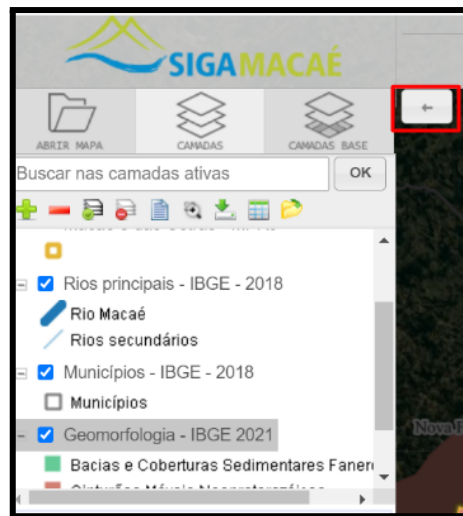 SIGAMACAÉ
ABRIR MAPA
CAMADAS
CAMADAS BASE
Buscar nas camadas ativas
OK
Rios principais - IBGE - 2018
Rio Macaé
Rios secundários
Municípios - IBGE - 2018
Municípios
Geomorfologia - IBGE 2021
Bacias e Coberturas Sedimentares Faner
Nova